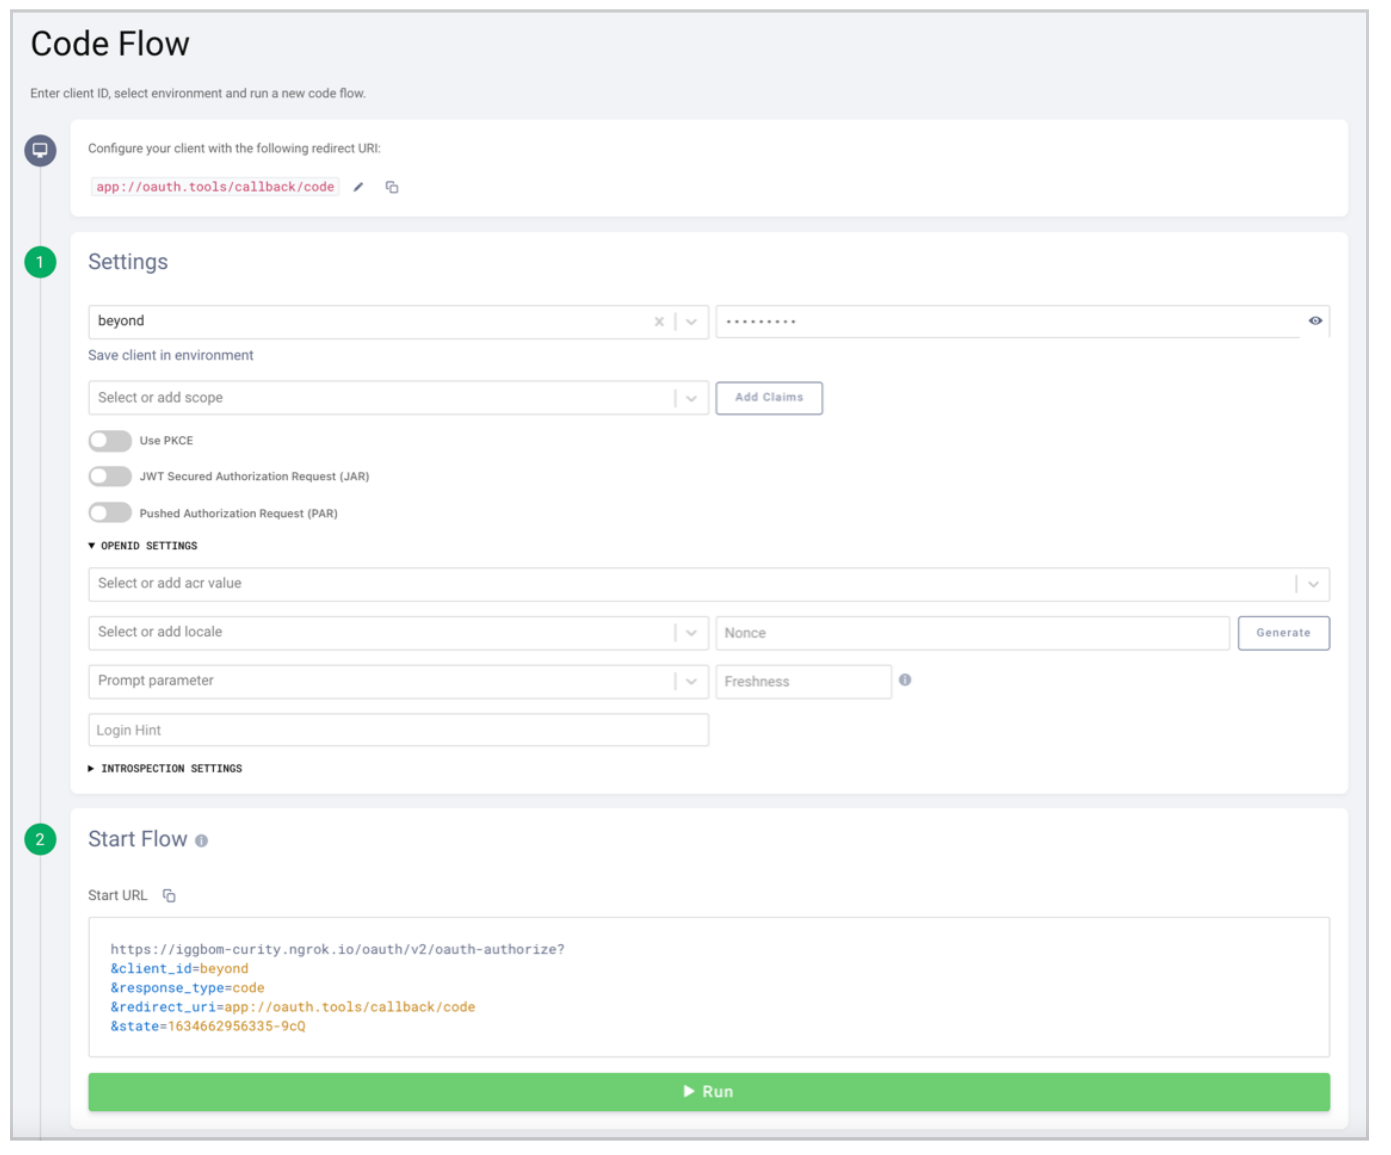 Code Flow
Enter client ID, select environment and run a new code flow.
Configure your client with the following redirect URI:
app://oauth.tools/callback/code
1
Settings
beyond
Save client in environment
Select or add scope
Add Claims
Use PKCE
JWT Secured Authorization Request (JAR)
Pushed Authorization Request (PAR)
OPENID SETTINGS
Select or add acr value
Select or add locale
Nonce
Generate
Prompt parameter
Freshness
Login Hint
INTROSPECTION SETTINGS
2
Start Flow
Start URL
https://iggbom-curity.ngrok.io/oauth/v2/oauth-authorize?
&client_id=beyond
&response_type=code
&redirect_uri=app://oauth.tools/callback/code
&state=1634662956335-9cQ
Run